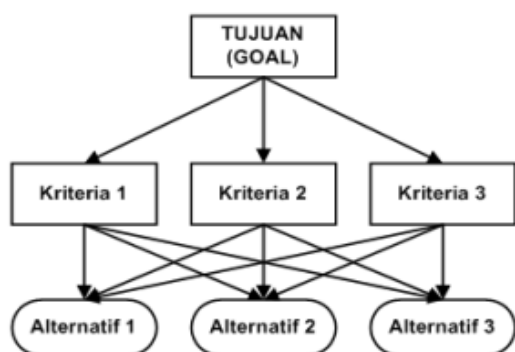 TUJUAN
(GOAL)
Kriteria 1
Kriteria 2
Kriteria 3
Alternatif 1
Alternatif 2
Alternatif 3